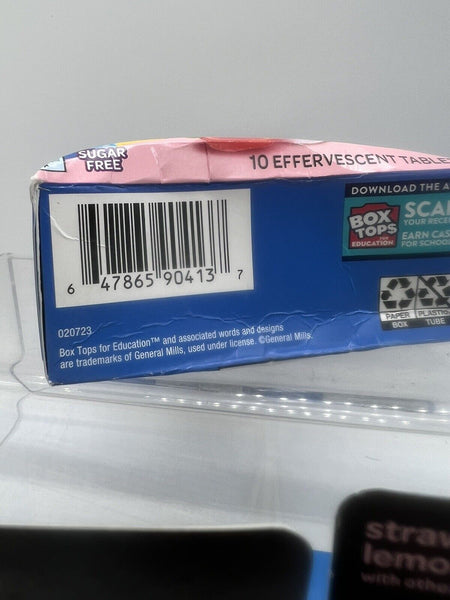 SUGAR
FREE
10 EFFERVESCENT TABLE
DOWNLOAD THE A
BOX
TOPS
FOR
EDUCATION
SCAN
YOUR RECE
EARN CAS
FOR SCHOO
6 47865 90413 7
PAPER PLASTIC
BOX TUBE
020723
Box Tops for Education™ and associated words and designs
are trademarks of General Mills, used under license. ©General Mills.
straw
lemo
with othe